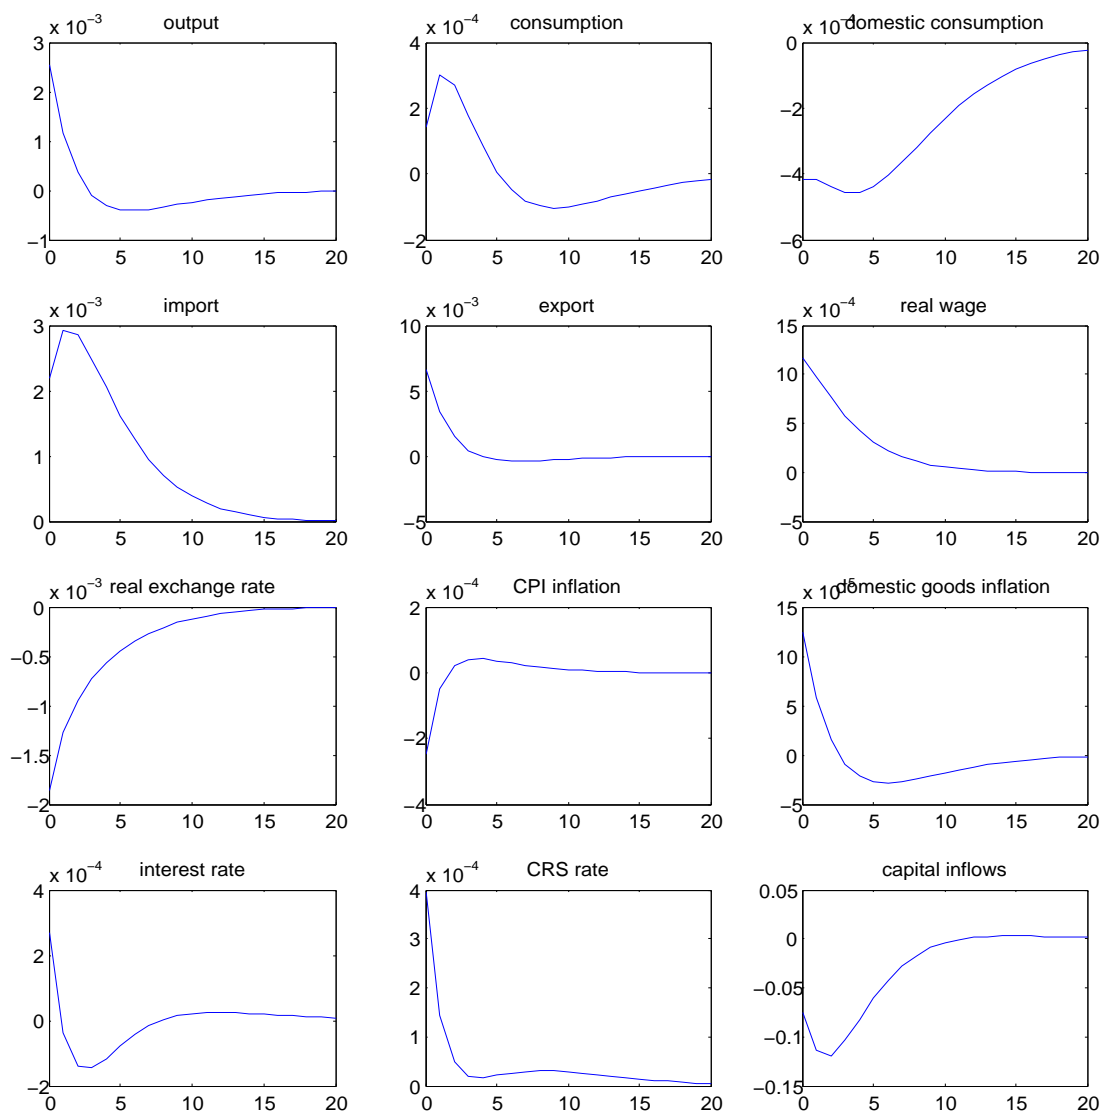 x 10⁻³
output
3
2
1
0
−1
0 5 10 15 20
x 10⁻⁴
consumption
4
2
0
−2
0 5 10 15 20
x 10⁻⁴
domestic consumption
0
−2
−4
−6
0 5 10 15 20
x 10⁻³
import
3
2
1
0
0 5 10 15 20
x 10⁻³
export
10
5
0
−5
0 5 10 15 20
x 10⁻⁴
real wage
15
10
5
0
−5
0 5 10 15 20
x 10⁻³
real exchange rate
0
−0.5
−1
−1.5
−2
0 5 10 15 20
x 10⁻⁴
CPI inflation
2
0
−2
−4
0 5 10 15 20
x 10⁻⁵
domestic goods inflation
15
10
5
0
−5
0 5 10 15 20
x 10⁻⁴
interest rate
4
2
0
−2
0 5 10 15 20
x 10⁻⁴
CRS rate
4
3
2
1
0
0 5 10 15 20
capital inflows
0.05
0
−0.05
−0.1
−0.15
0 5 10 15 20